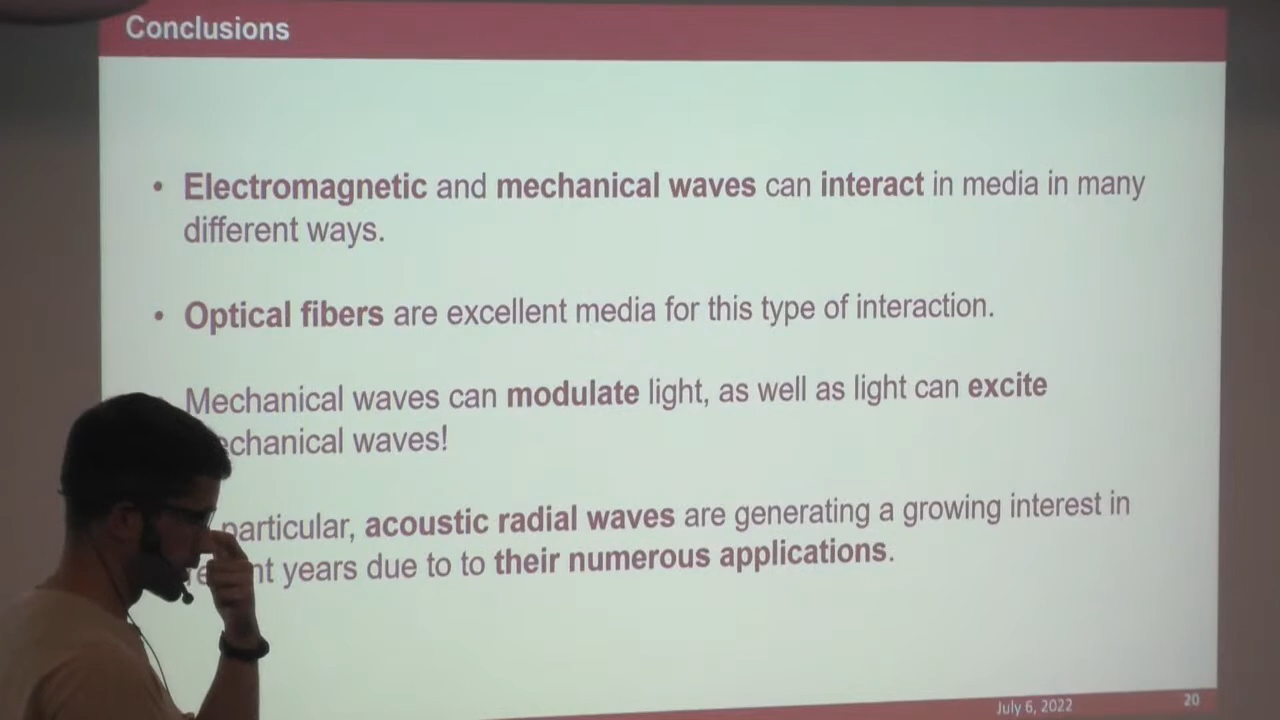 Conclusions
• Electromagnetic and mechanical waves can interact in media in many
different ways.
• Optical fibers are excellent media for this type of interaction.
Mechanical waves can modulate light, as well as light can excite
echanical waves!
particular, acoustic radial waves are generating a growing interest in
years due to to their numerous applications.
July 6, 2022
20